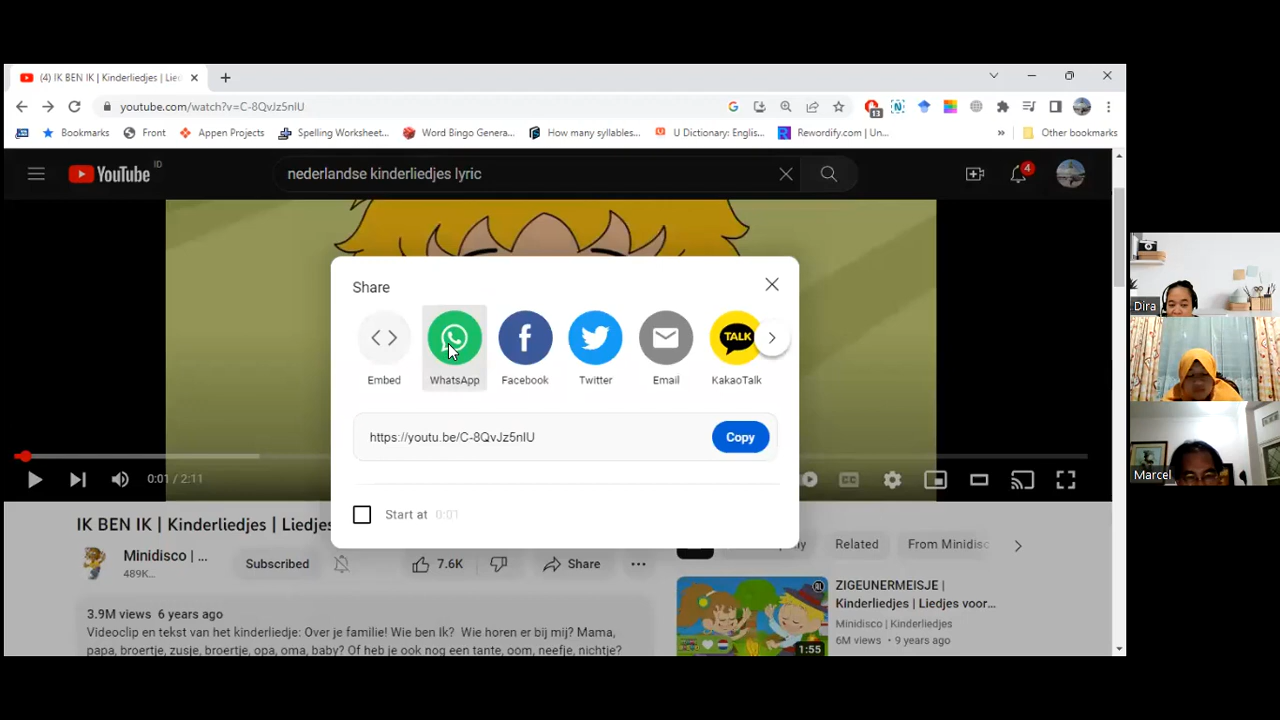 (4) IK BEN IK | Kinderliedjes | Lie
youtube.com/watch?v=C-8QvJz5nIU
13
Bookmarks
Front
Appen Projects
Spelling Worksheet...
Word Bingo Genera...
How many syllables...
U Dictionary: Englis...
Rewordify.com | Un...
»
Other bookmarks
YouTube ID
nederlandse kinderliedjes lyric
4
Dira
Share
TALK
Embed
WhatsApp
Facebook
Twitter
Email
KakaoTalk
https://youtu.be/C-8QvJz5nIU
Copy
Marcel
0:01 / 2:11
CC
Start at 0:01
IK BEN IK | Kinderliedjes | Liedjes
Related
From Minidisc
Minidisco | ...
489K...
Subscribed
7.6K
Share
3.9M views 6 years ago
Videoclip en tekst van het kinderliedje: Over je familie! Wie ben Ik? Wie horen er bij mij? Mama,
papa, broertje, zusje, broertje, opa, oma, baby? Of heb je ook nog een tante, oom, neefje, nichtje?
ZIGEUNERMEISJE |
Kinderliedjes | Liedjes voor...
Minidisco | Kinderliedjes
6M views • 9 years ago
1:55